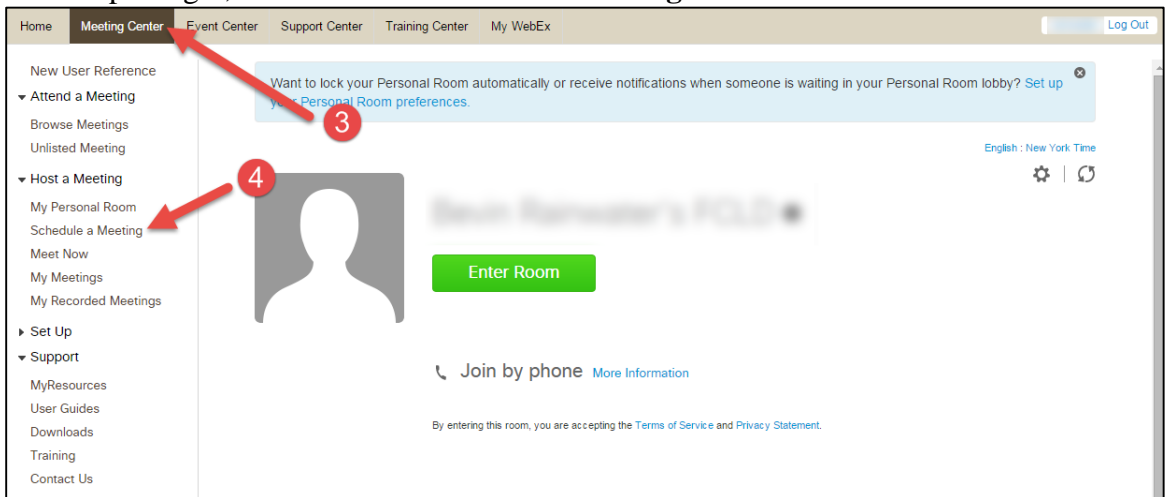 Home Meeting Center Event Center Support Center Training Center My WebEx Log Out
New User Reference
Attend a Meeting
Browse Meetings
Unlisted Meeting
Host a Meeting
My Personal Room
Schedule a Meeting
Meet Now
My Meetings
My Recorded Meetings
Set Up
Support
MyResources
User Guides
Downloads
Training
Contact Us
Want to lock your Personal Room automatically or receive notifications when someone is waiting in your Personal Room lobby? Set up
your Personal Room preferences.
3
4
English : New York Time
Enter Room
Join by phone More Information
By entering this room, you are accepting the Terms of Service and Privacy Statement.